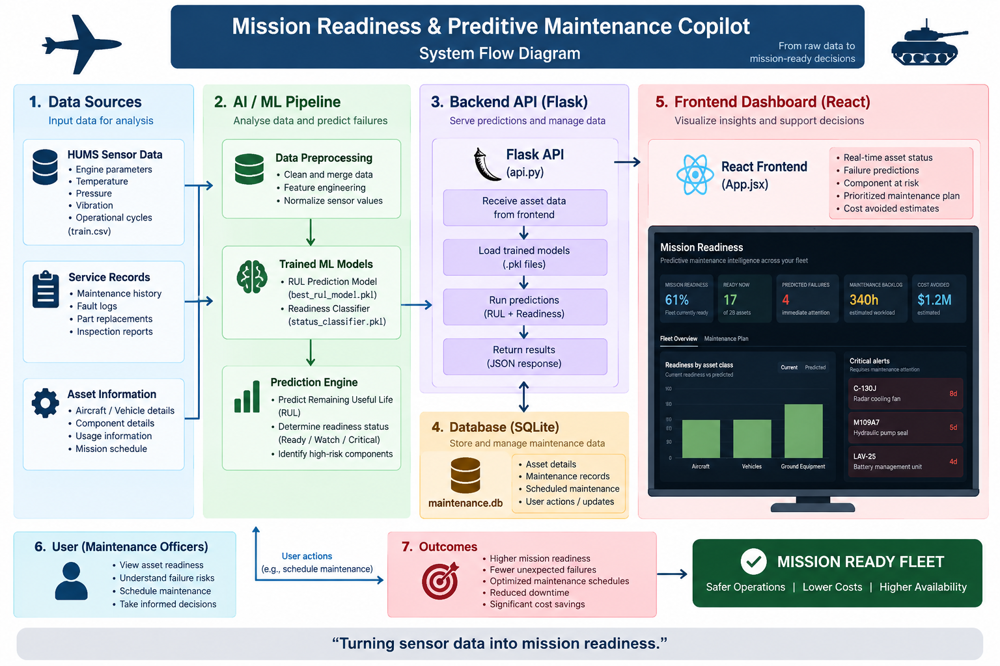 Mission Readiness & Preditive Maintenance Copilot
System Flow Diagram
From raw data to
mission-ready decisions
1. Data Sources
Input data for analysis
HUMS Sensor Data
• Engine parameters
• Temperature
• Pressure
• Vibration
• Operational cycles
(train.csv)
Service Records
• Maintenance history
• Fault logs
• Part replacements
• Inspection reports
Asset Information
• Aircraft / Vehicle details
• Component details
• Usage information
• Mission schedule
2. AI / ML Pipeline
Analyse data and predict failures
Data Preprocessing
• Clean and merge data
• Feature engineering
• Normalize sensor values
Trained ML Models
• RUL Prediction Model
(best_rul_model.pkl)
• Readiness Classifier
(status_classifier.pkl)
Prediction Engine
• Predict Remaining Useful Life
(RUL)
• Determine readiness status
(Ready / Watch / Critical)
• Identify high-risk components
3. Backend API (Flask)
Serve predictions and manage data
Flask API
(api.py)
Receive asset data
from frontend
Load trained models
(.pkl files)
Run predictions
(RUL + Readiness)
Return results
(JSON response)
4. Database (SQLite)
Store and manage maintenance data
maintenance.db
• Asset details
• Maintenance records
• Scheduled maintenance
• User actions / updates
5. Frontend Dashboard (React)
Visualize insights and support decisions
React Frontend
(App.jsx)
• Real-time asset status
• Failure predictions
• Component at risk
• Prioritized maintenance plan
• Cost avoided estimates
Mission Readiness
Predictive maintenance intelligence across your fleet
MISSION READINESS
61%
Fleet currently ready
READY NOW
17
of 28 assets
PREDICTED FAILURES
4
immediate attention
MAINTENANCE BACKLOG
340h
estimated workload
COST AVOIDED
$1.2M
estimated
Fleet Overview Maintenance Plan
Readiness by asset class
Current readiness vs predicted
Current Predicted
0
Aircraft Vehicles Ground Equipment
Critical alerts
Requires maintenance attention
C-130J
Radar cooling fan
8d
M109A7
Hydraulic pump seal
5d
LAV-25
Battery management unit
4d
6. User (Maintenance Officers)
• View asset readiness
• Understand failure risks
• Schedule maintenance
• Take informed decisions
User actions
(e.g., schedule maintenance)
7. Outcomes
• Higher mission readiness
• Fewer unexpected failures
• Optimized maintenance schedules
• Reduced downtime
• Significant cost savings
MISSION READY FLEET
Safer Operations | Lower Costs | Higher Availability
“Turning sensor data into mission readiness.”